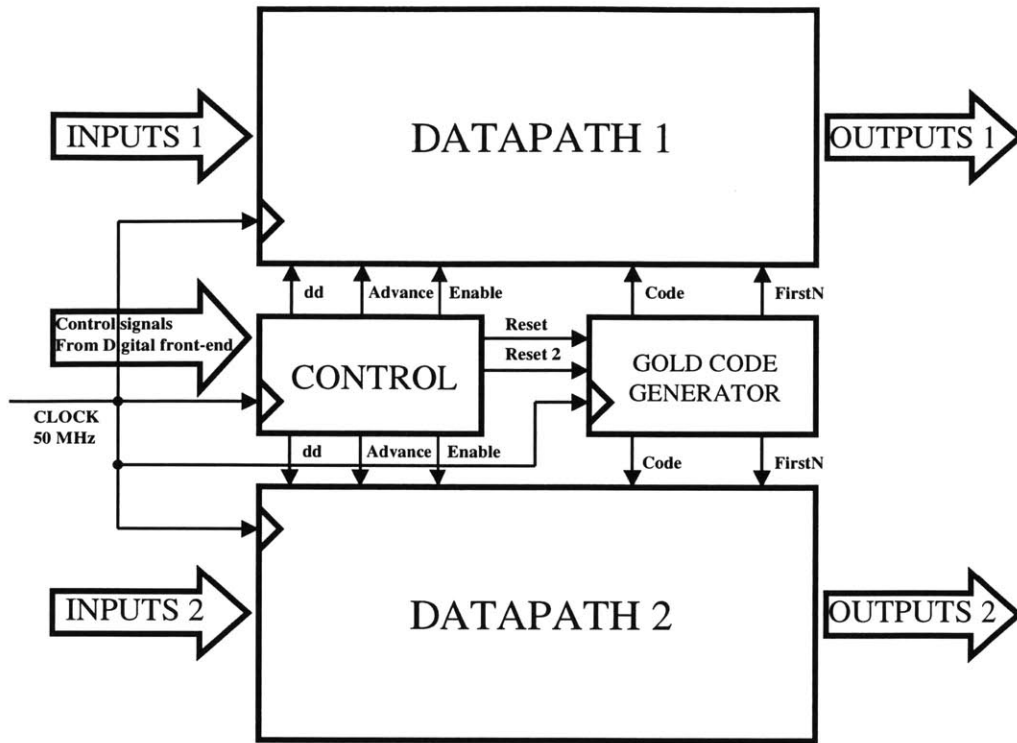 DATAPATH 1
INPUTS 1
OUTPUTS 1
dd
Advance
Enable
Code
FirstN
Control signals
From Digital front-end
CONTROL
Reset
Reset 2
GOLD CODE
GENERATOR
CLOCK
50 MHz
dd
Advance
Enable
Code
FirstN
INPUTS 2
DATAPATH 2
OUTPUTS 2